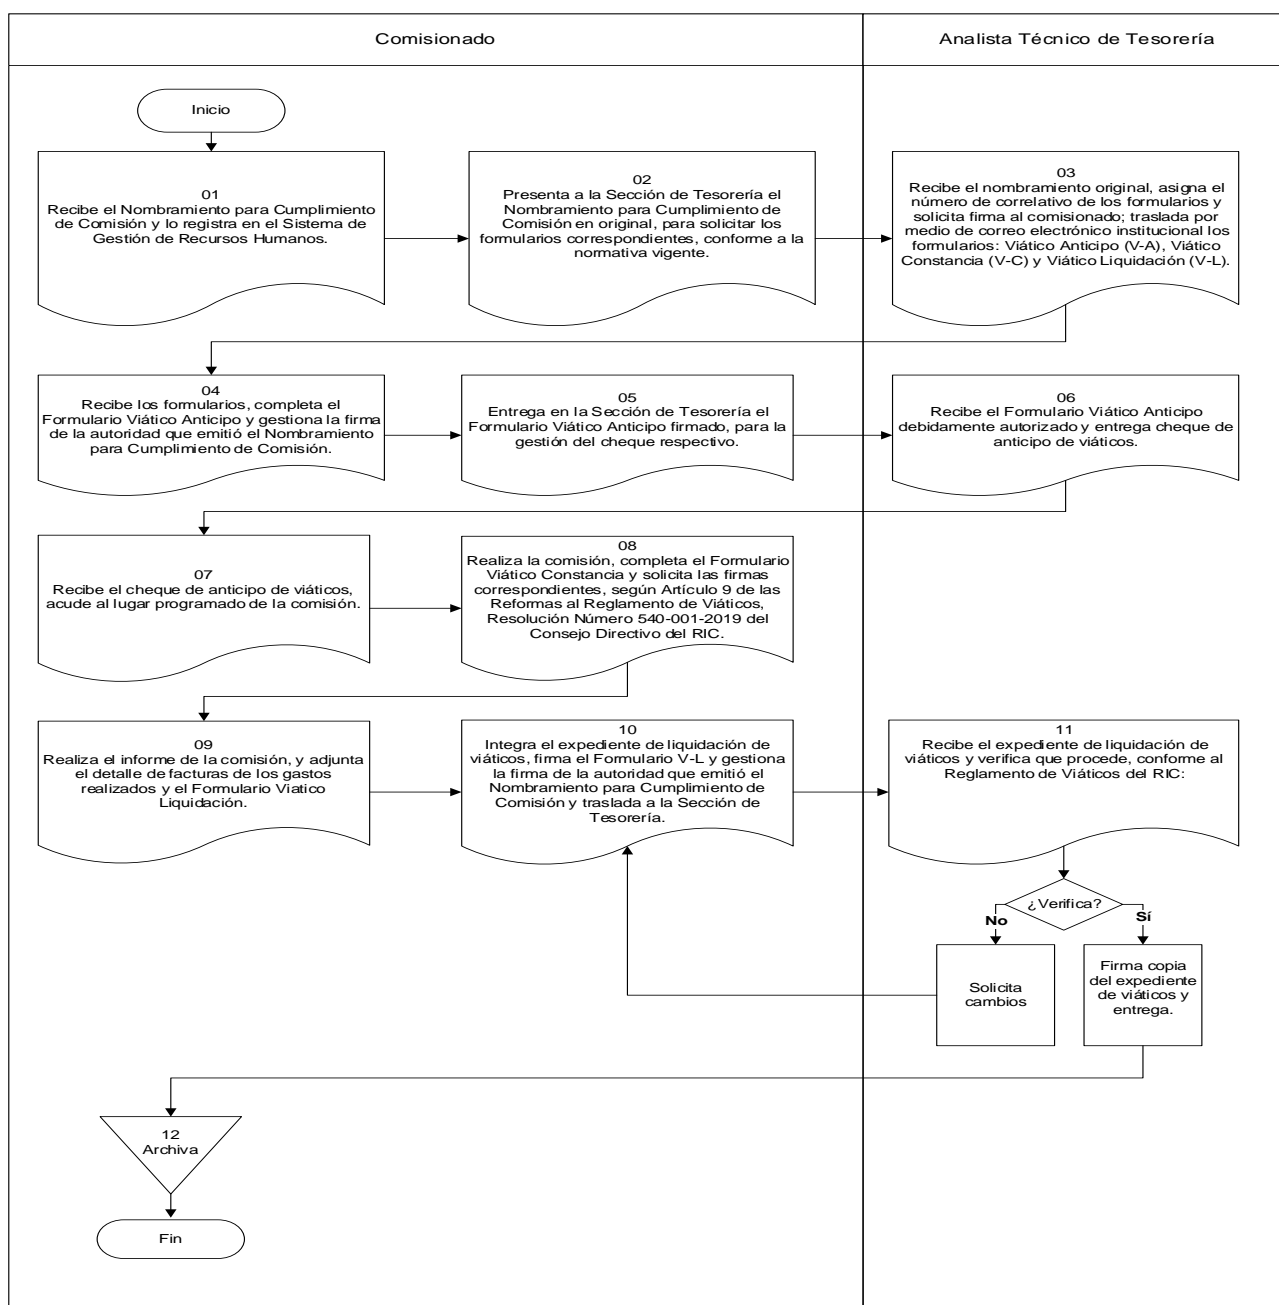 Comisionado
Analista Técnico de Tesorería
Inicio
01
Recibe el Nombramiento para Cumplimiento
de Comisión y lo registra en el Sistema de
Gestión de Recursos Humanos.
02
Presenta a la Sección de Tesorería el
Nombramiento para Cumplimiento de
Comisión en original, para solicitar los
formularios correspondientes, conforme a la
normativa vigente.
03
Recibe el nombramiento original, asigna el
número de correlativo de los formularios y
solicita firma al comisionado; traslada por
medio de correo electrónico institucional los
formularios: Viático Anticipo (V-A), Viático
Constancia (V-C) y Viático Liquidación (V-L).
04
Recibe los formularios, completa el
Formulario Viático Anticipo y gestiona la firma
de la autoridad que emitió el Nombramiento
para Cumplimiento de Comisión.
05
Entrega en la Sección de Tesorería el
Formulario Viático Anticipo firmado, para la
gestión del cheque respectivo.
06
Recibe el Formulario Viático Anticipo
debidamente autorizado y entrega cheque de
anticipo de viáticos.
07
Recibe el cheque de anticipo de viáticos,
acude al lugar programado de la comisión.
08
Realiza la comisión, completa el Formulario
Viático Constancia y solicita las firmas
correspondientes, según Artículo 9 de las
Reformas al Reglamento de Viáticos,
Resolución Número 540-001-2019 del
Consejo Directivo del RIC.
09
Realiza el informe de la comisión, y adjunta
el detalle de facturas de los gastos
realizados y el Formulario Viatico
Liquidación.
10
Integra el expediente de liquidación de
viáticos, firma el Formulario V-L y gestiona
la firma de la autoridad que emitió el
Nombramiento para Cumplimiento de
Comisión y traslada a la Sección de
Tesorería.
11
Recibe el expediente de liquidación de
viáticos y verifica que procede, conforme al
Reglamento de Viáticos del RIC:
¿Verifica?
No
Sí
Solicita
cambios
Firma copia
del expediente
de viáticos y
entrega.
12
Archiva
Fin